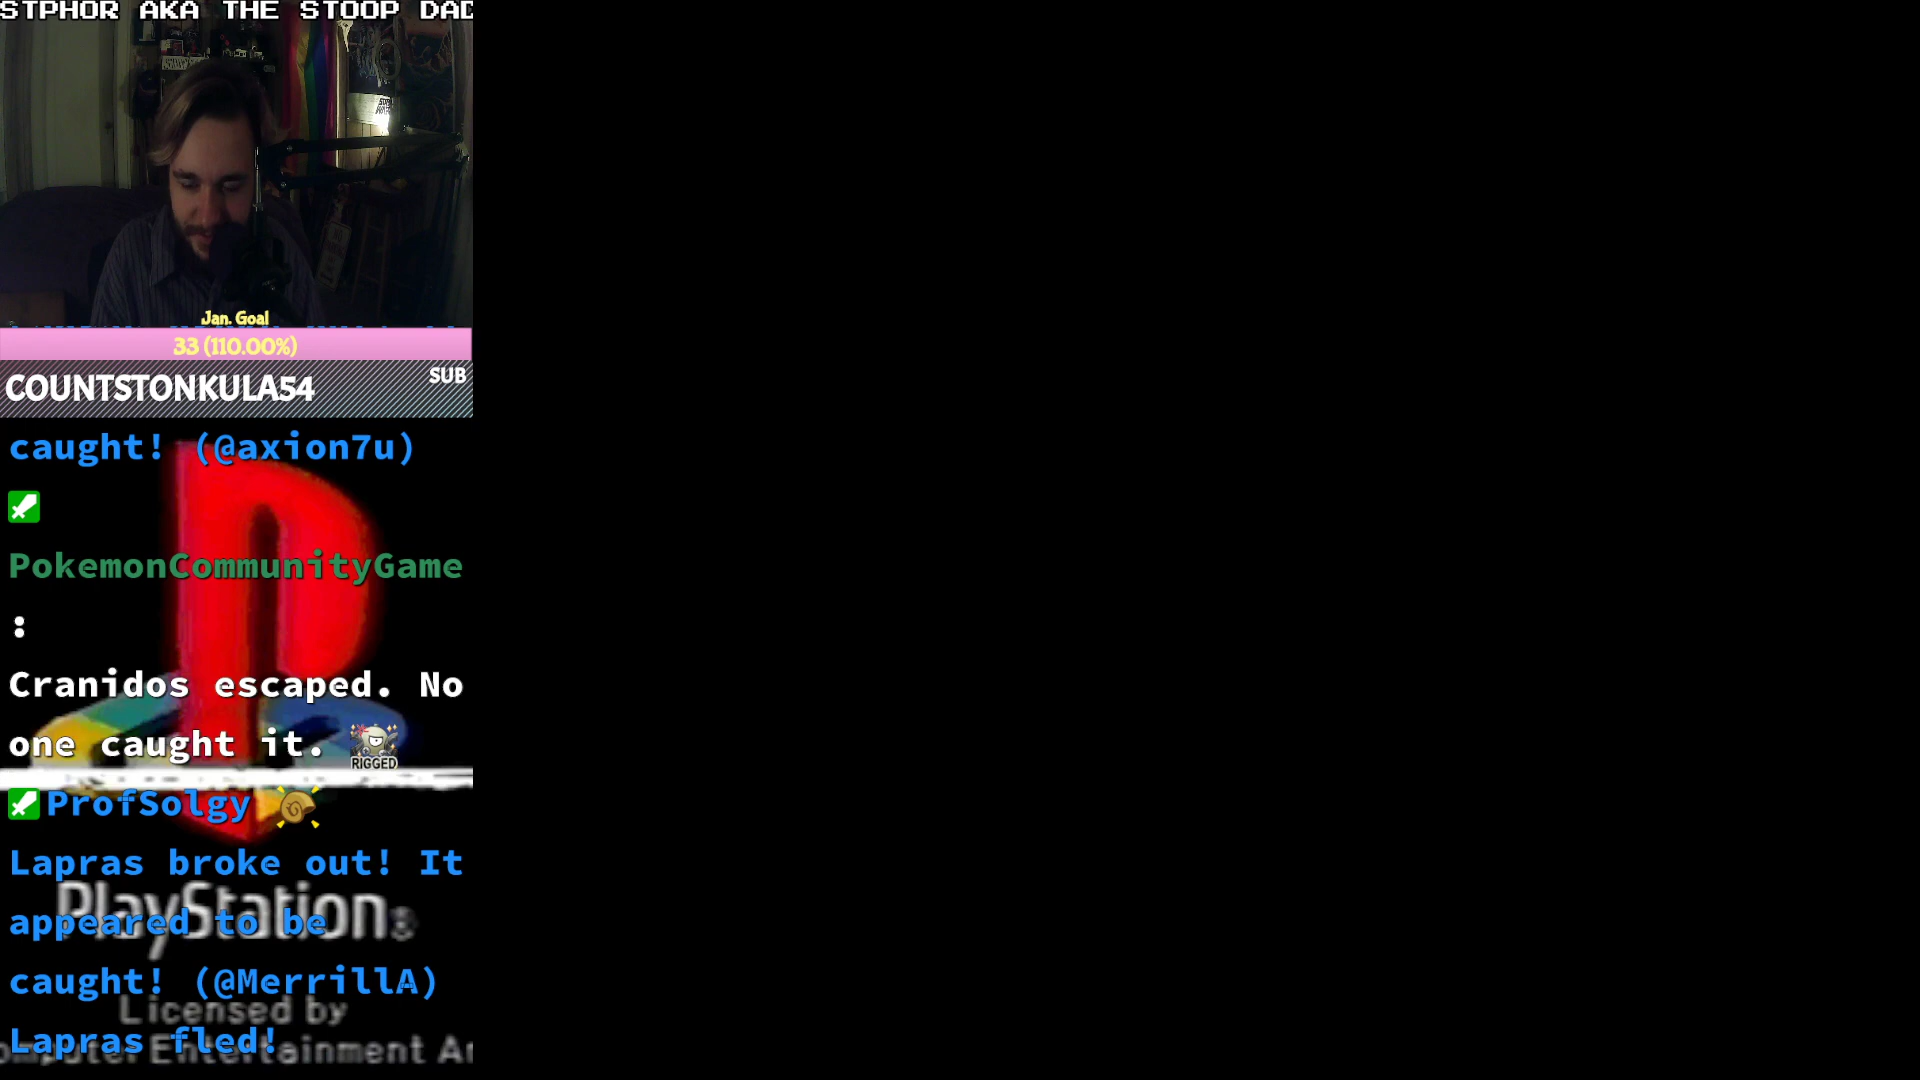 STPHOR AKA THE STOOP DAD
Jan. Goal
33 (110.00%)
COUNTSTONKULA54
SUB
caught! (@axion7u)
PokemonCommunityGame
:
Cranidos escaped. No
one caught it.
RIGGED
ProfSolgy
Lapras broke out! It
appeared to be
PlayStation®
caught! (@MerrillA)
Licensed by
Lapras fled!
Entertainment